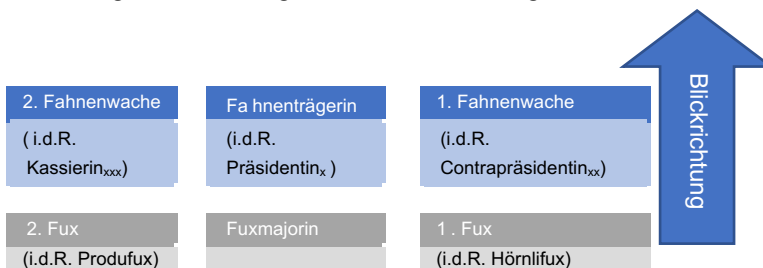 2. Fahnenwache
(i.d.R.
Kassierinxxx)
Fa hnenträgerin
(i.d.R.
Präsidentinx )
1. Fahnenwache
(i.d.R.
Contrapräsidentinxx)
Blickrichtung
2. Fux
(i.d.R. Produfux)
Fuxmajorin
1 . Fux
(i.d.R. Hörnlifux)